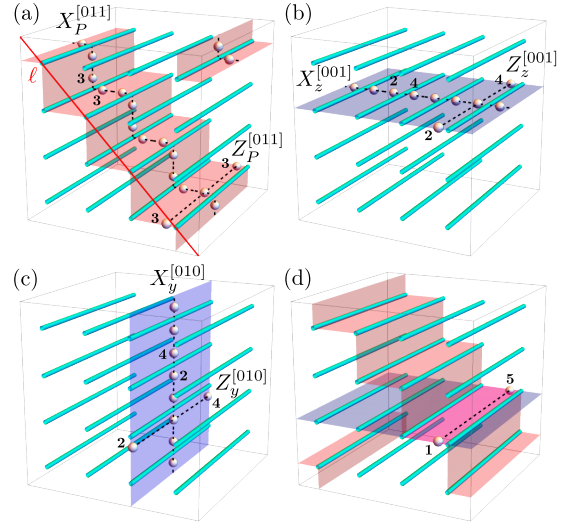 (a)
X_P^{[011]}
ℓ
3
3
Z_P^{[011]}
3
3
(b)
X_z^{[001]}
2
4
Z_z^{[001]}
4
2
(c)
X_y^{[010]}
4
2
Z_y^{[010]}
4
2
(d)
5
1